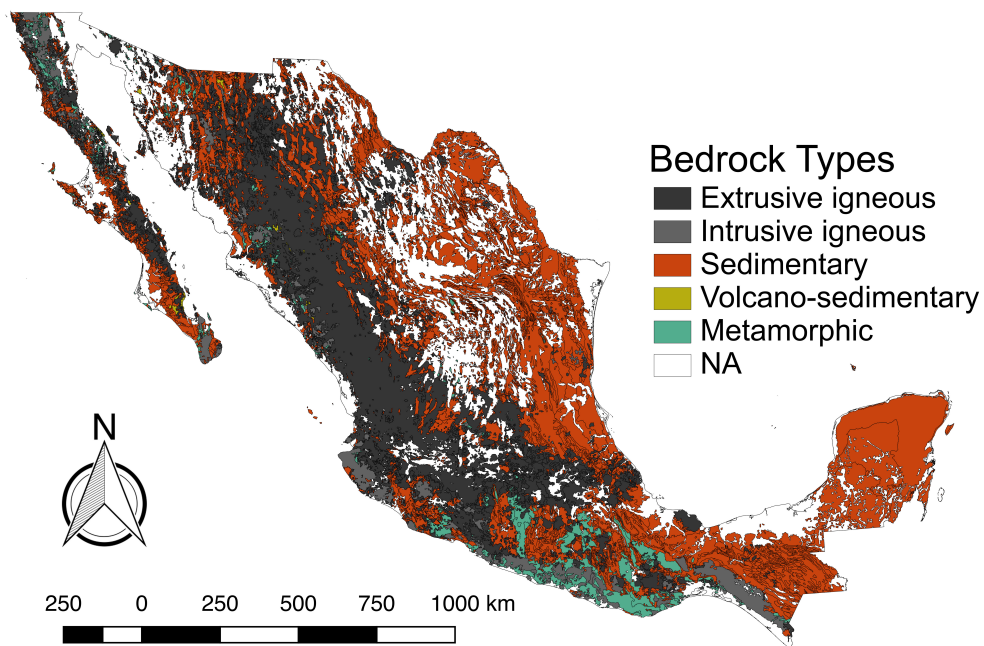 Bedrock Types
Extrusive igneous
Intrusive igneous
Sedimentary
Volcano-sedimentary
Metamorphic
NA
N
250 0 250 500 750 1000 km